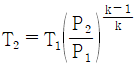 T₂ = T₁(P₂/P₁)^((k−1)/k)